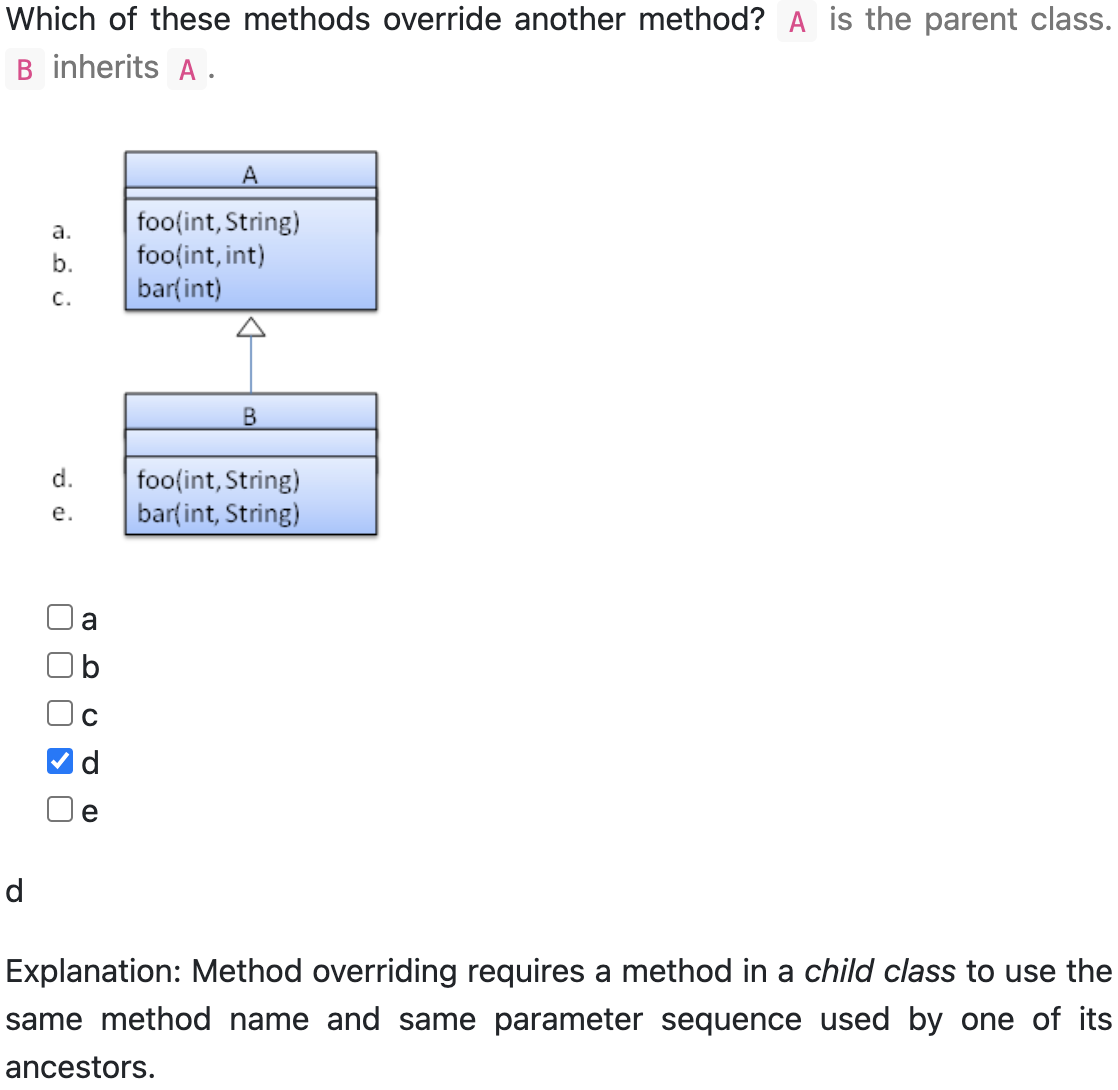 Which of these methods override another method? A is the parent class.
B inherits A .
A
a. foo(int, String)
b. foo(int, int)
c. bar(int)
B
d. foo(int, String)
e. bar(int, String)
a
b
c
d
e
d
Explanation: Method overriding requires a method in a child class to use the
same method name and same parameter sequence used by one of its
ancestors.